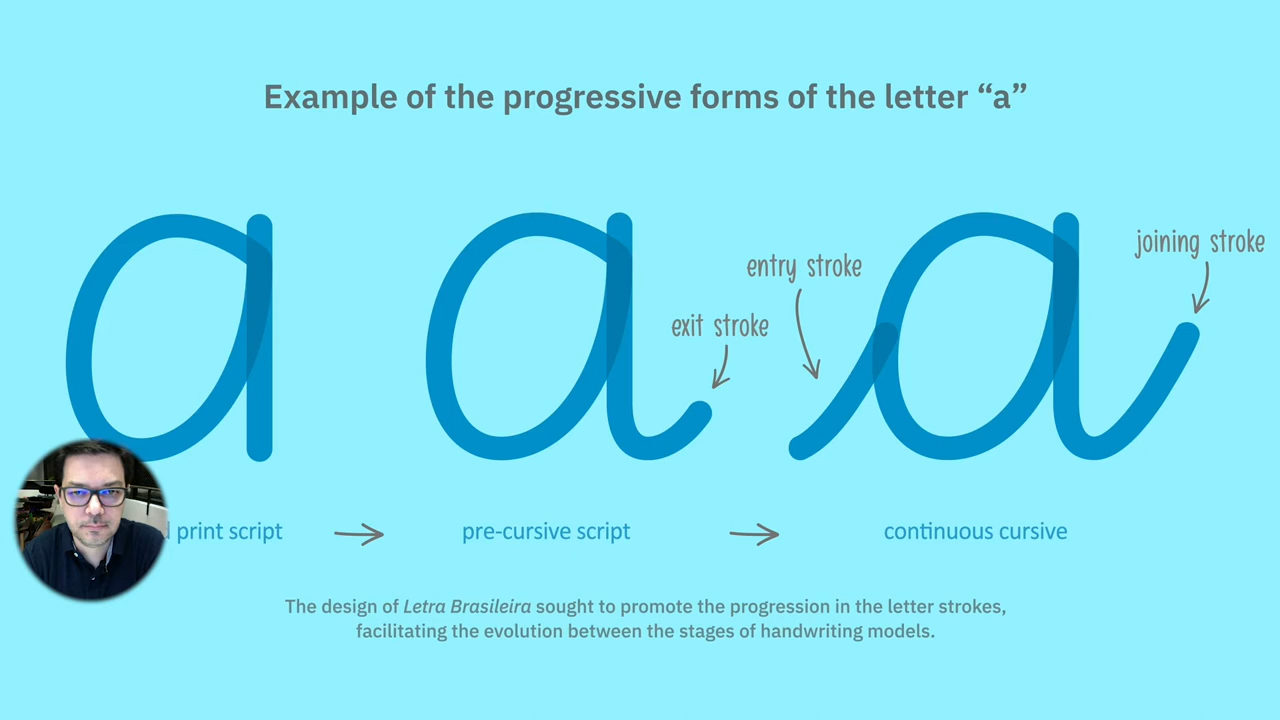 Example of the progressive forms of the letter “a”
a a a
entry stroke
exit stroke
joining stroke
print script → pre-cursive script → continuous cursive
The design of Letra Brasileira sought to promote the progression in the letter strokes,
facilitating the evolution between the stages of handwriting models.